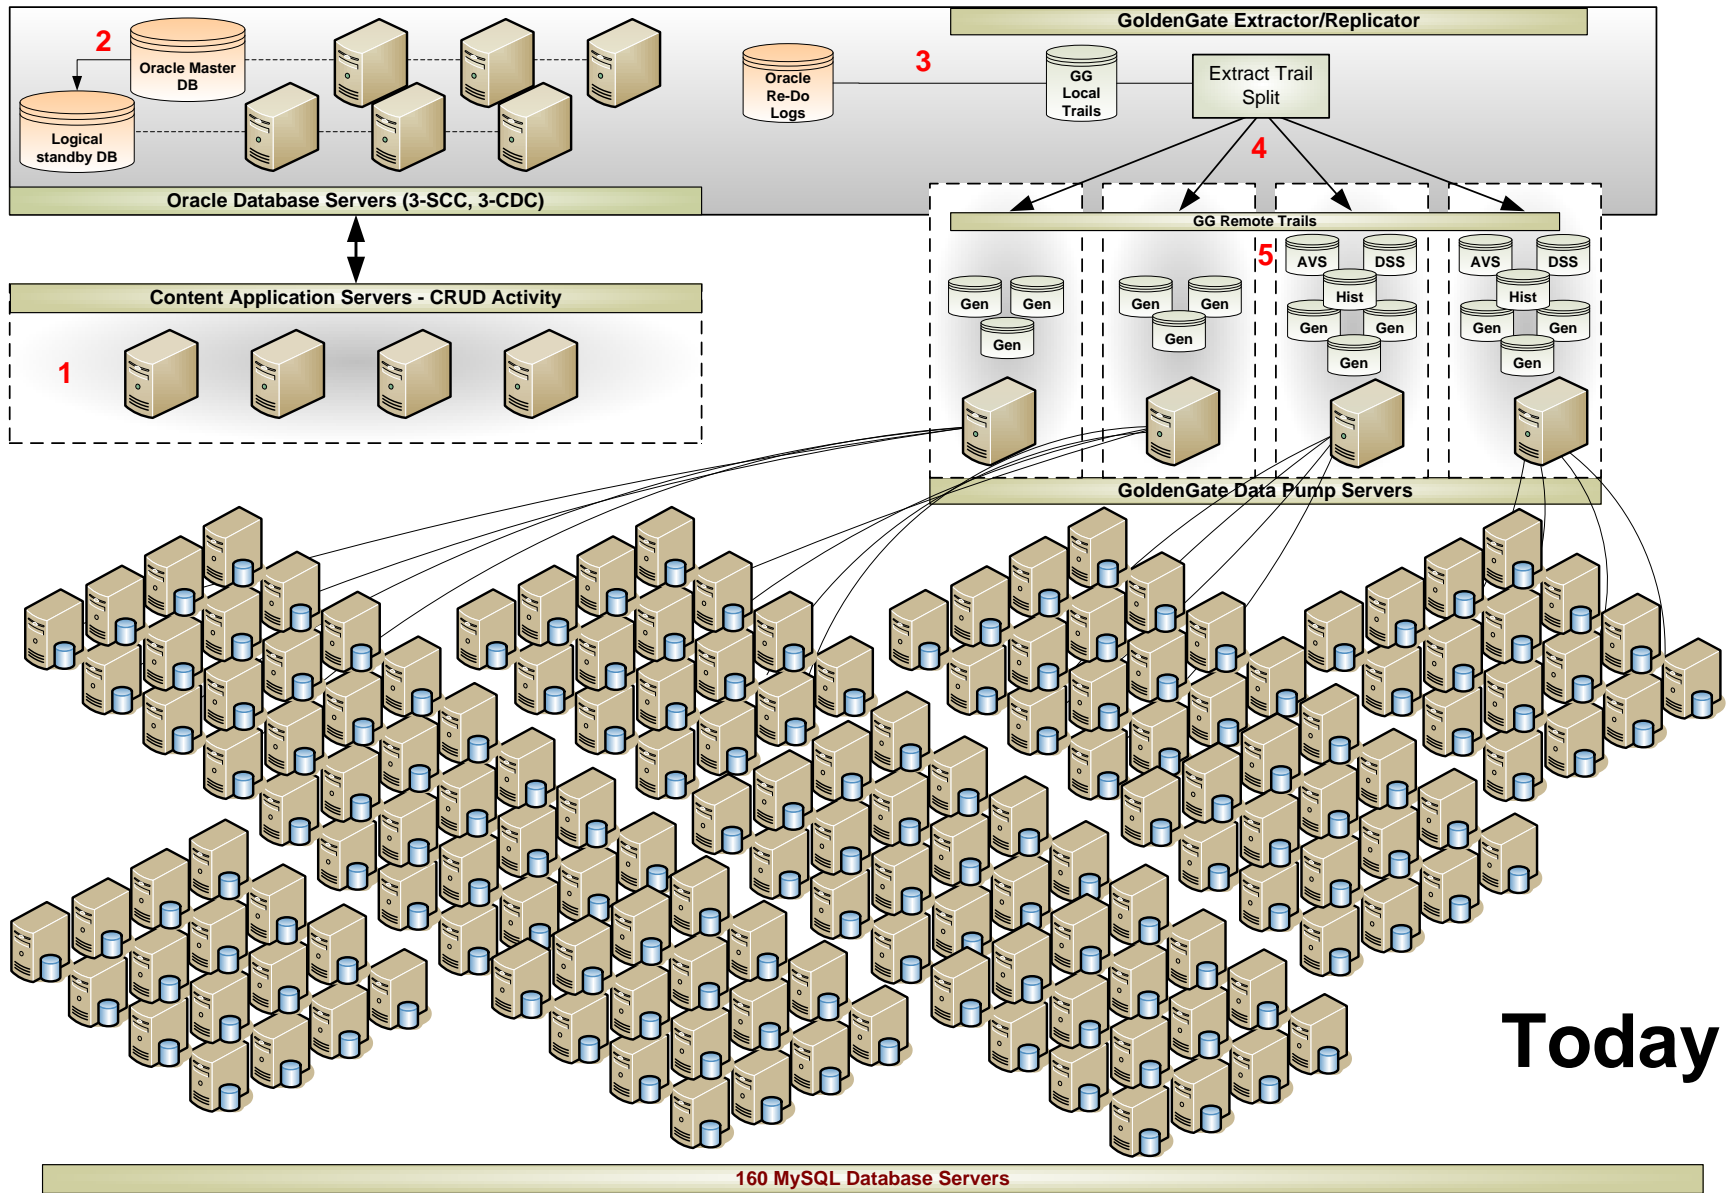 GoldenGate Extractor/Replicator
2
Oracle Master
DB
Logical
standby DB
Oracle
Re-Do
Logs
3
GG
Local
Trails
Extract Trail
Split
4
Oracle Database Servers (3-SCC, 3-CDC)
GG Remote Trails
5
Gen
Gen
Gen
Gen
Gen
Gen
AVS
DSS
Hist
Gen
Gen
Gen
AVS
DSS
Hist
Gen
Gen
Gen
Content Application Servers - CRUD Activity
1
GoldenGate Data Pump Servers
Today
160 MySQL Database Servers